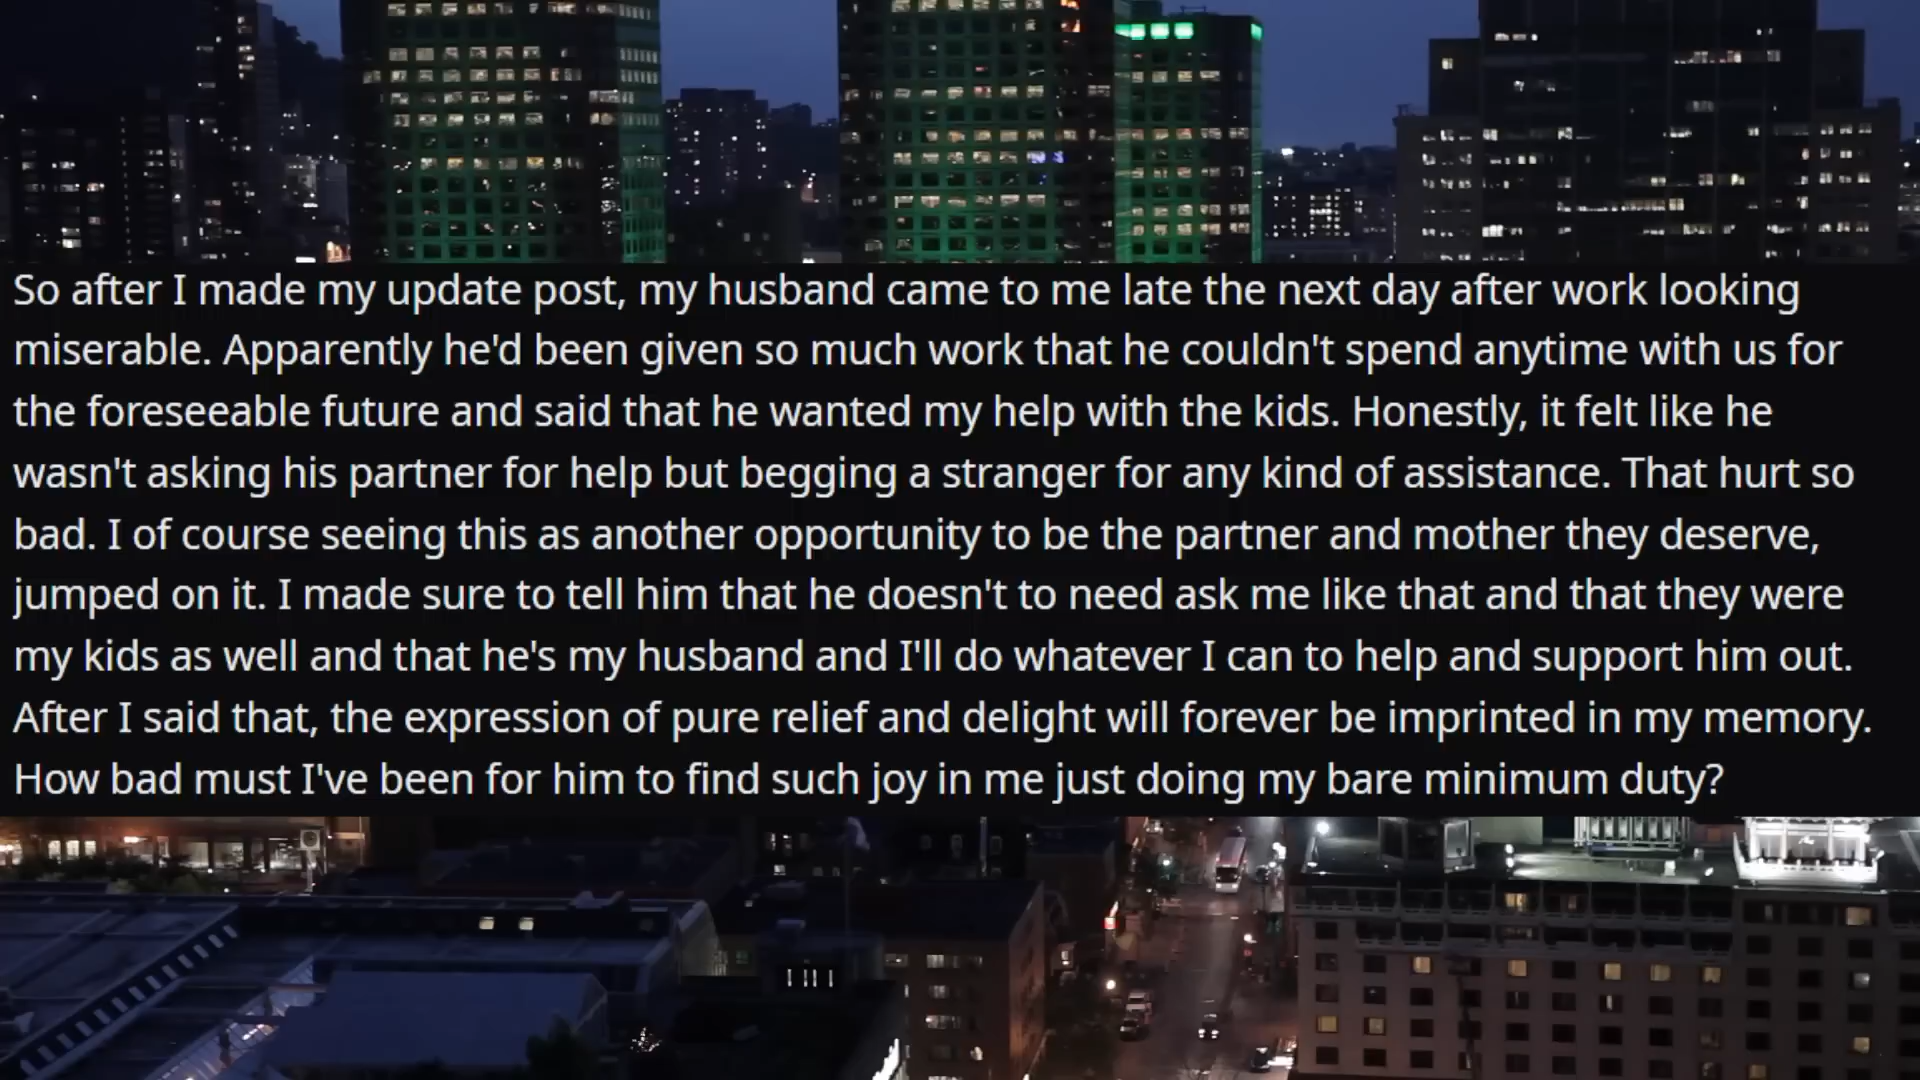 So after I made my update post, my husband came to me late the next day after work looking
miserable. Apparently he'd been given so much work that he couldn't spend anytime with us for
the foreseeable future and said that he wanted my help with the kids. Honestly, it felt like he
wasn't asking his partner for help but begging a stranger for any kind of assistance. That hurt so
bad. I of course seeing this as another opportunity to be the partner and mother they deserve,
jumped on it. I made sure to tell him that he doesn't to need ask me like that and that they were
my kids as well and that he's my husband and I'll do whatever I can to help and support him out.
After I said that, the expression of pure relief and delight will forever be imprinted in my memory.
How bad must I've been for him to find such joy in me just doing my bare minimum duty?